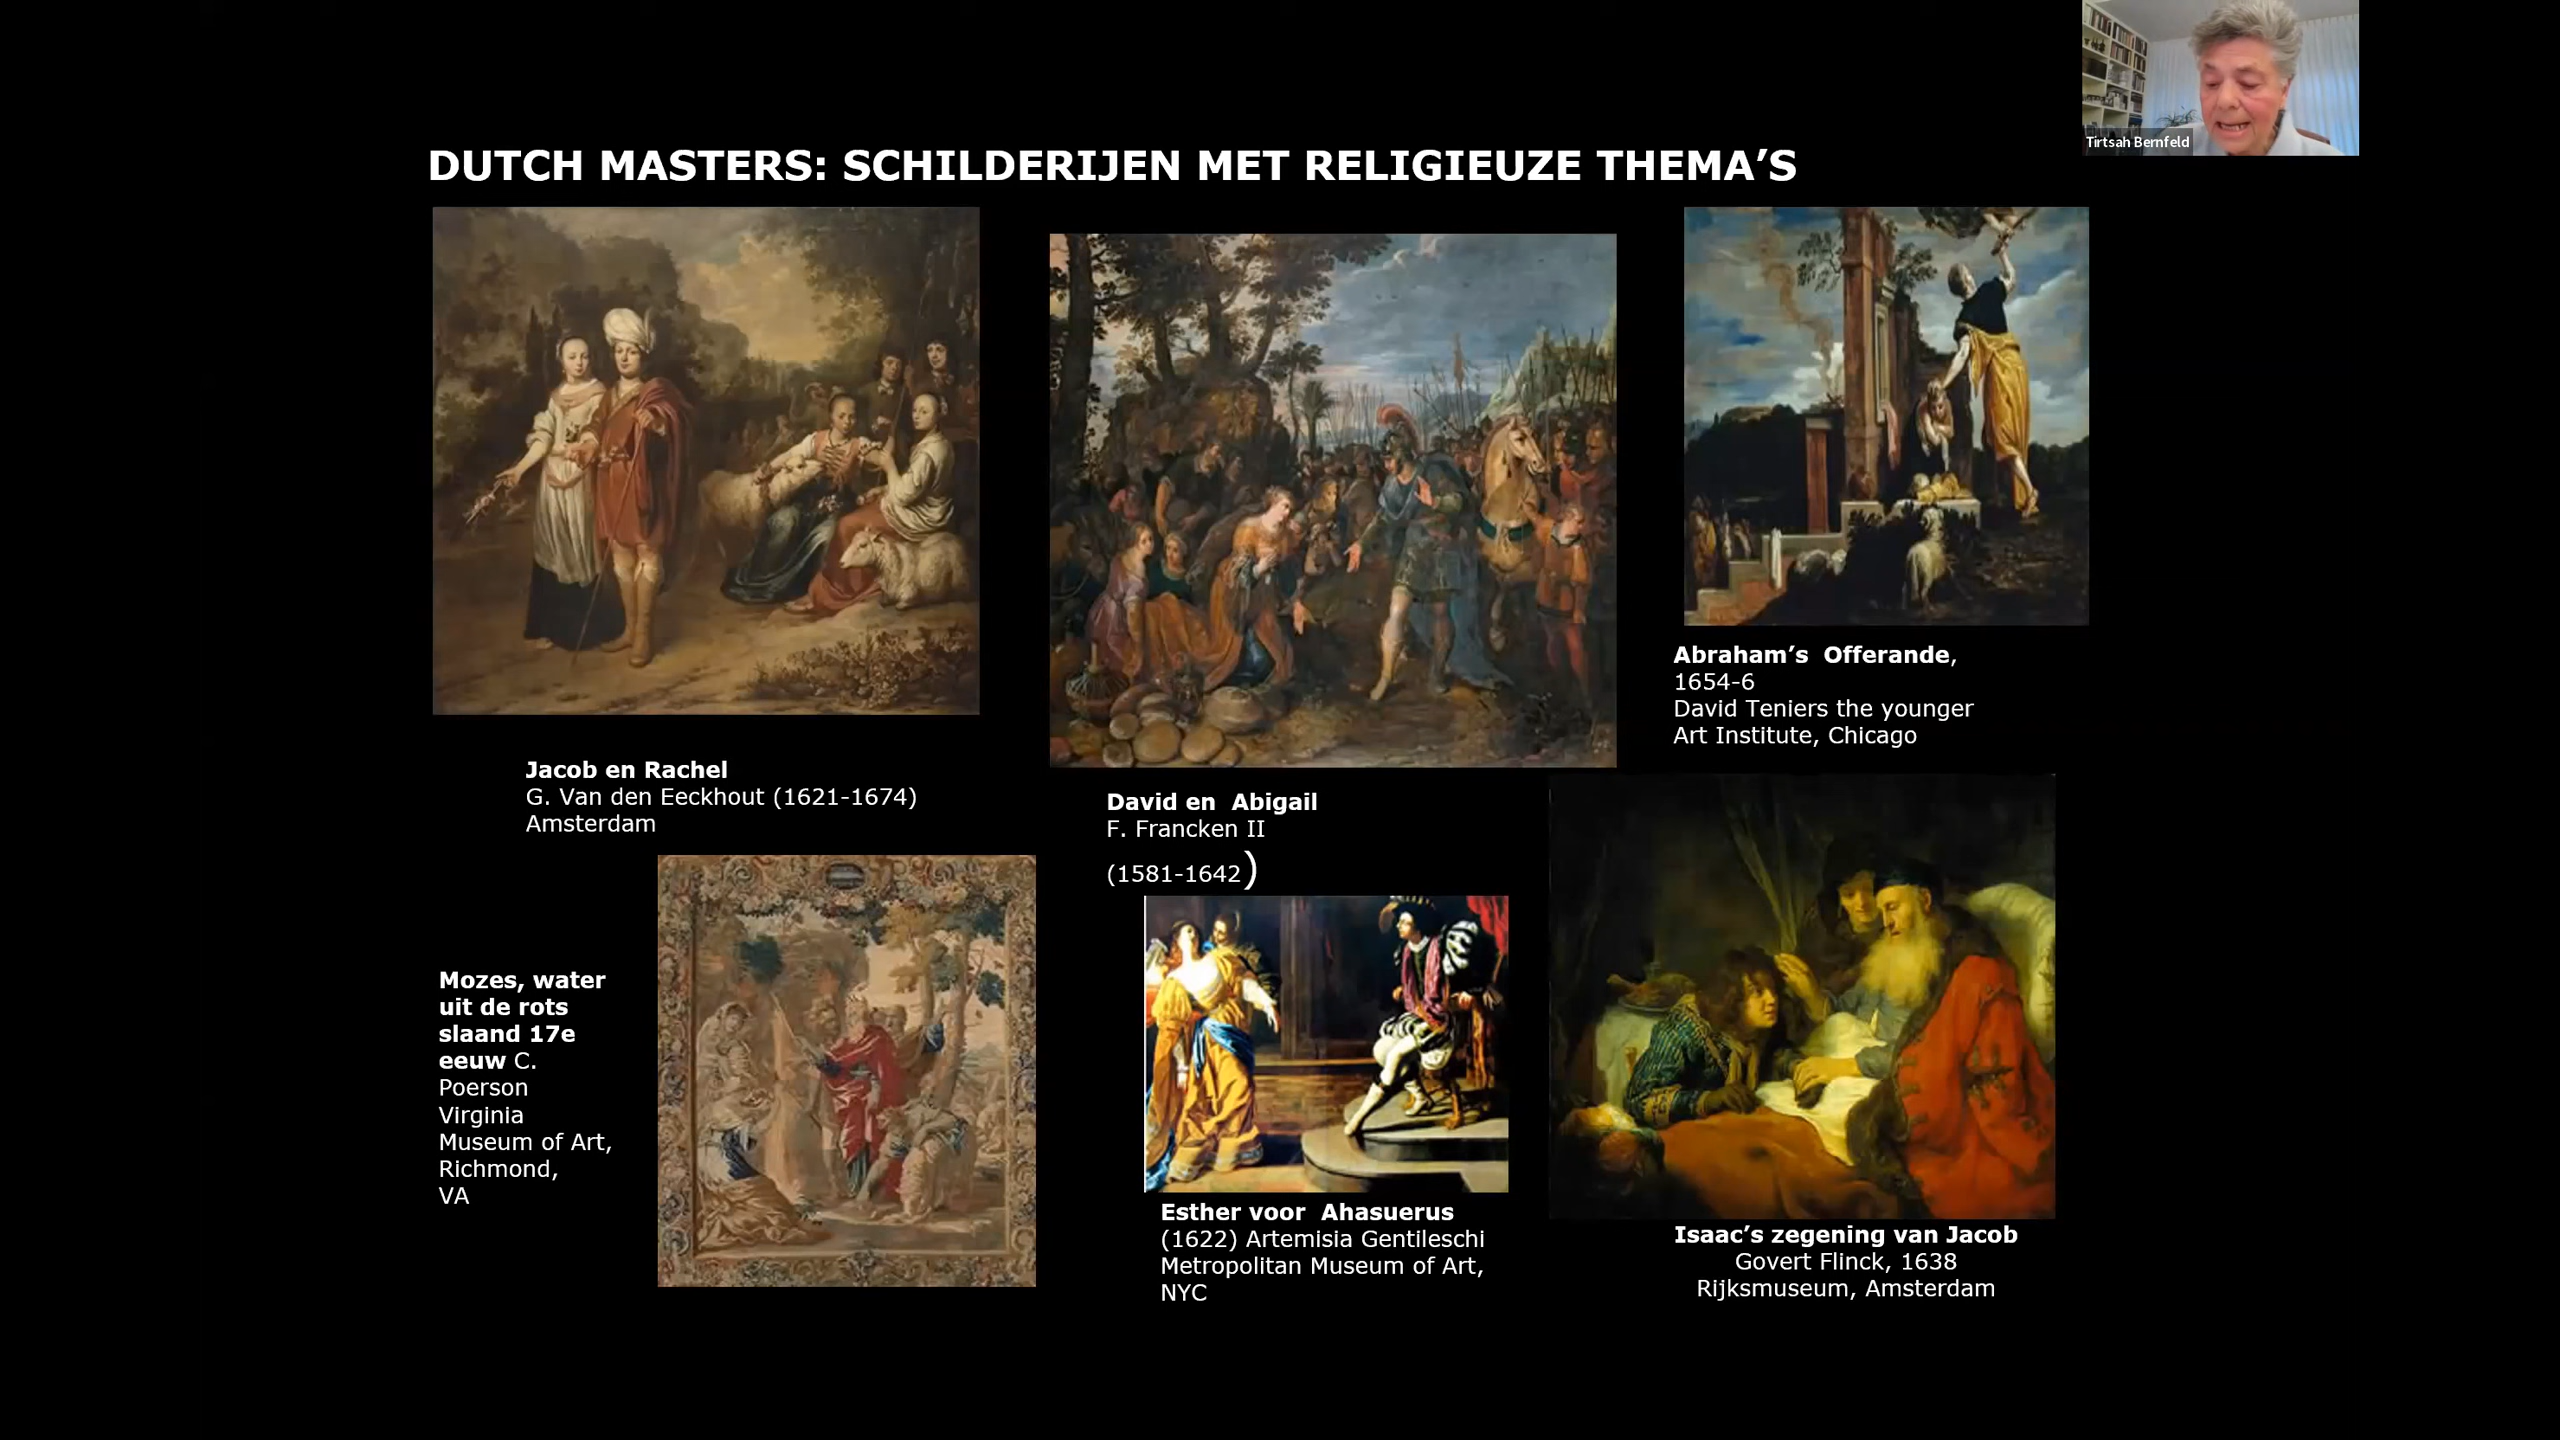 Tirtsah Bernfeld
DUTCH MASTERS: SCHILDERIJEN MET RELIGIEUZE THEMA’S
Jacob en Rachel
G. Van den Eeckhout (1621-1674)
Amsterdam
David en Abigail
F. Francken II
(1581-1642)
Abraham’s Offerande,
1654-6
David Teniers the younger
Art Institute, Chicago
Mozes, water
uit de rots
slaand 17e
eeuw C.
Poerson
Virginia
Museum of Art,
Richmond,
VA
Esther voor Ahasuerus
(1622) Artemisia Gentileschi
Metropolitan Museum of Art,
NYC
Isaac’s zegening van Jacob
Govert Flinck, 1638
Rijksmuseum, Amsterdam